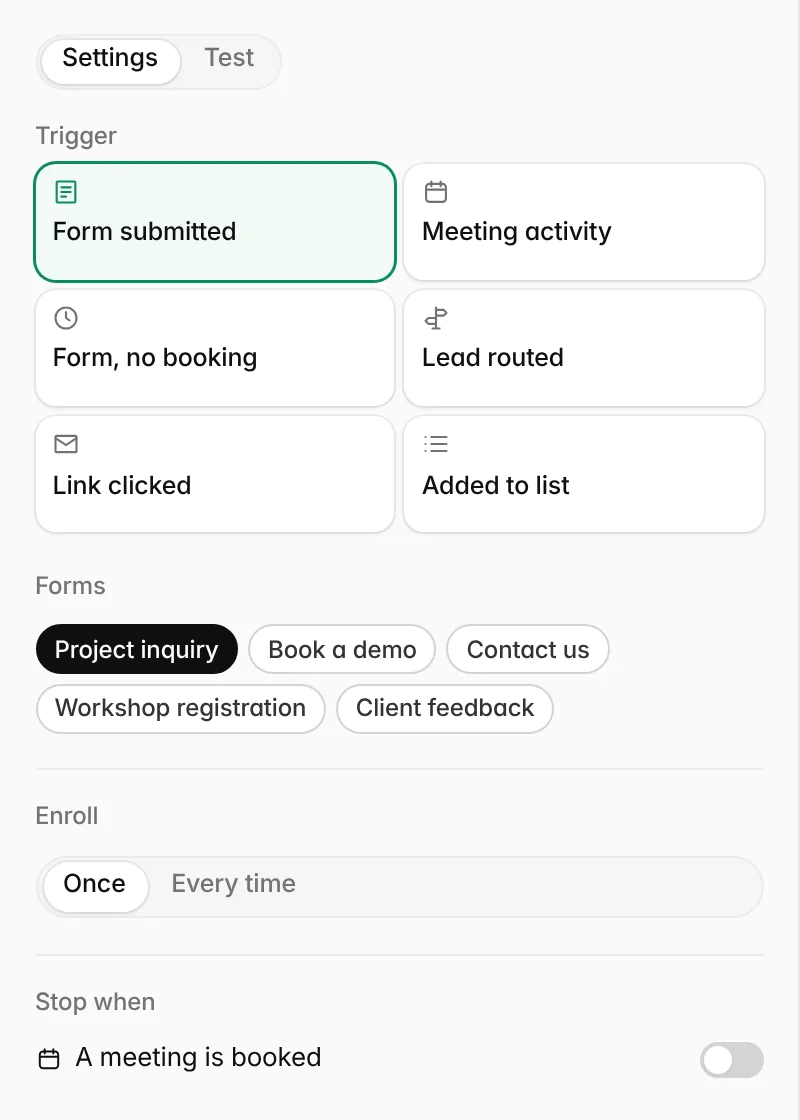 Settings Test
Trigger
Form submitted
Meeting activity
Form, no booking
Lead routed
Link clicked
Added to list
Forms
Project inquiry Book a demo Contact us
Workshop registration Client feedback
Enroll
Once Every time
Stop when
A meeting is booked